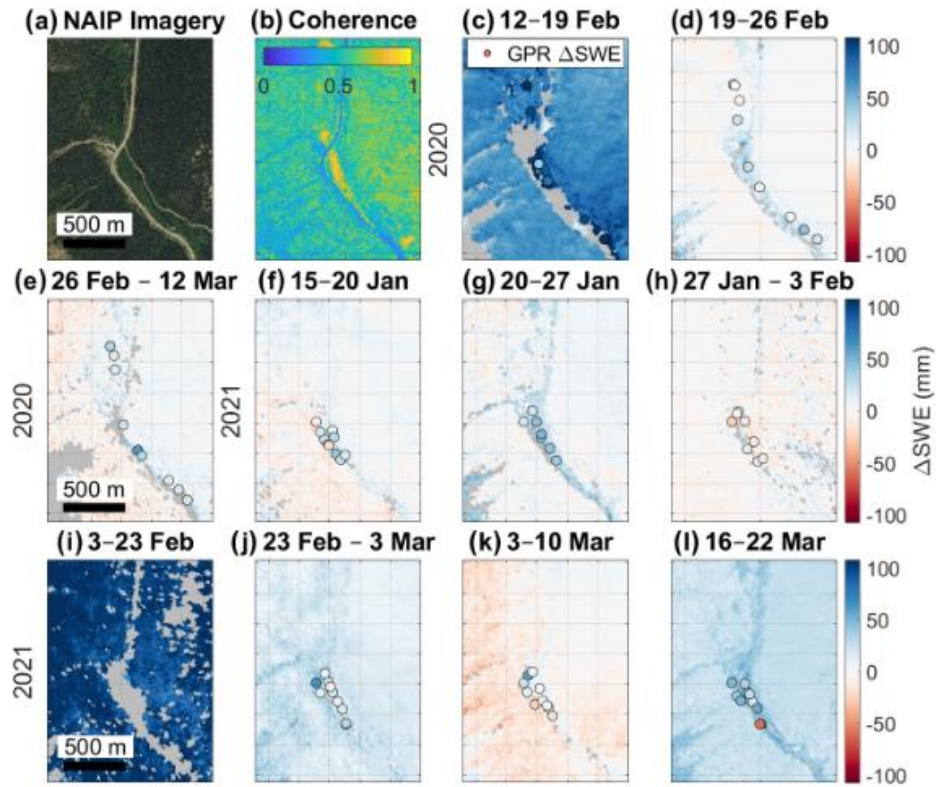 (a) NAIP Imagery
(b) Coherence
(c) 12–19 Feb
(d) 19–26 Feb
0 0.5 1
GPR ΔSWE
500 m
2020
100
50
0
-50
-100
(e) 26 Feb – 12 Mar
(f) 15–20 Jan
(g) 20–27 Jan
(h) 27 Jan – 3 Feb
2020
500 m
2021
100
50
0
-50
-100
ΔSWE (mm)
(i) 3–23 Feb
(j) 23 Feb – 3 Mar
(k) 3–10 Mar
(l) 16–22 Mar
2021
500 m
100
50
0
-50
-100